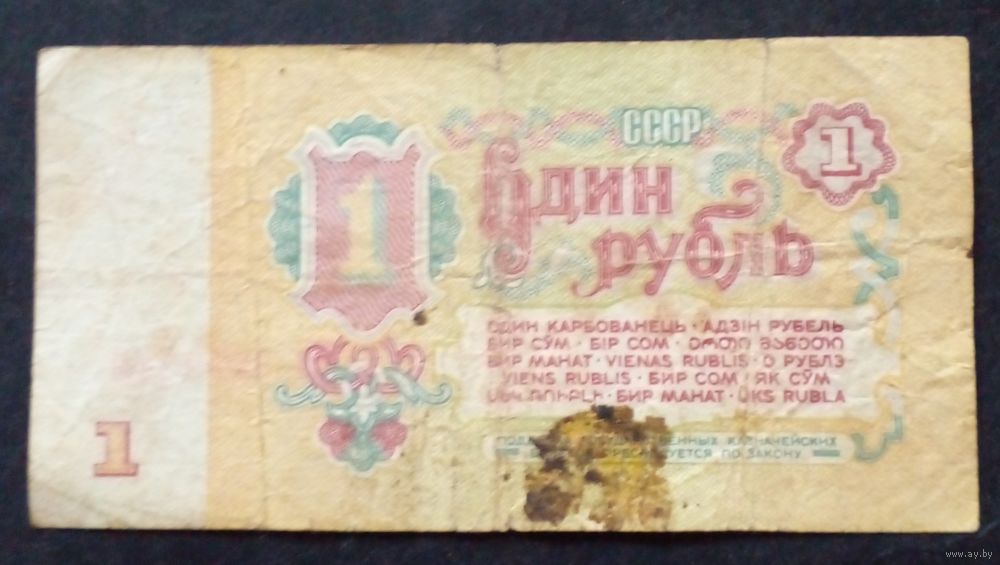 СССР
1
1
Один
рубль
ОДИН КАРБОВАНЕЦЬ · АДЗІН РУБЕЛЬ
БИР СЎМ · БІР СОМ · ᲔᲠᲗᲘ ᲛᲐᲜᲔᲗᲘ
БИР МАНАТ · VIENAS RUBLIS · О РУБЛЭ
VIENS RUBLIS · БИР СОМ · ЯК СЎМ
ՄԵԿ ՌՈՒԲԼԻ · БИР МАНАТ · ÜKS RUBLA
1
КАЗНАЧЕЙСКИХ
ПО ЗАКОНУ
www.ay.by